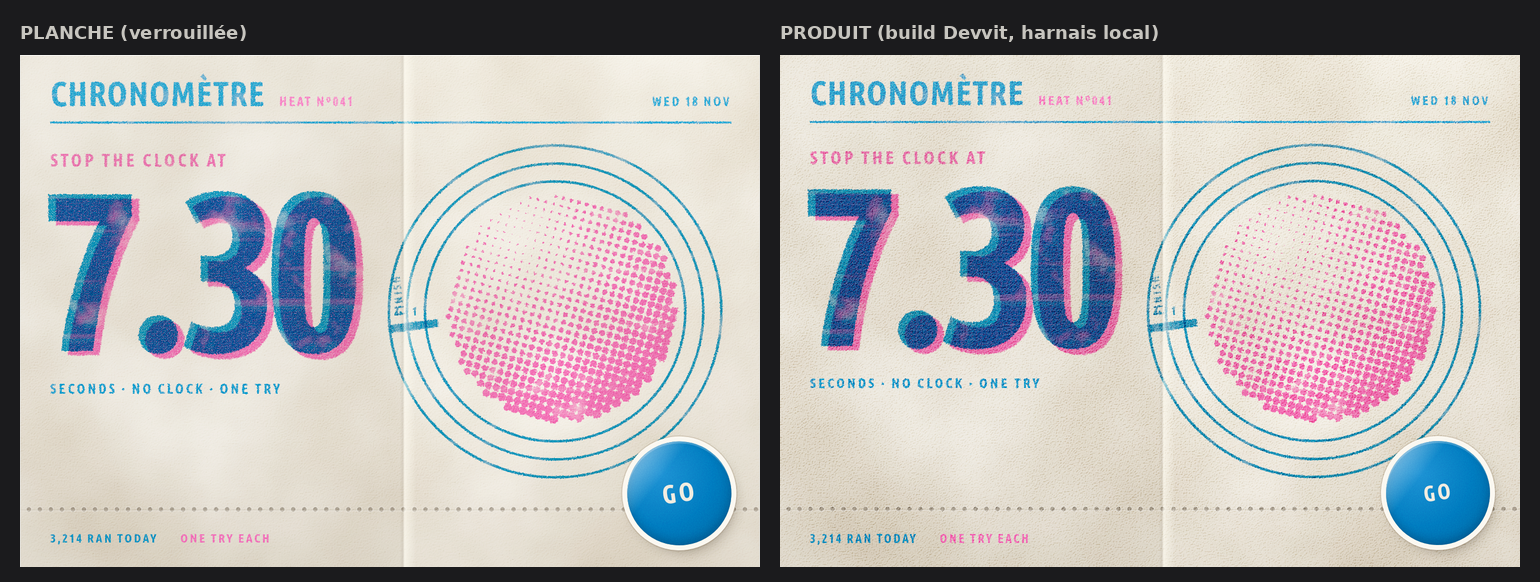 PLANCHE (verrouillée)
CHRONOMÈTRE HEAT Nº041 WED 18 NOV
STOP THE CLOCK AT
7.30
FINISH
1
SECONDS · NO CLOCK · ONE TRY
GO
3,214 RAN TODAY ONE TRY EACH
PRODUIT (build Devvit, harnais local)
CHRONOMÈTRE HEAT Nº041 WED 18 NOV
STOP THE CLOCK AT
7.30
FINISH
1
SECONDS · NO CLOCK · ONE TRY
GO
3,214 RAN TODAY ONE TRY EACH